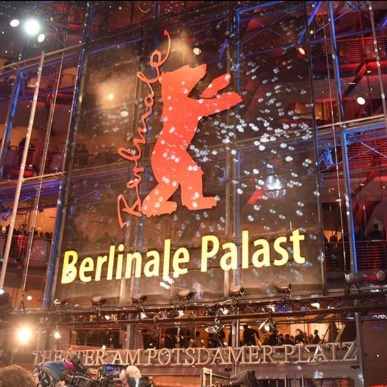 Berlinale
Berlinale Palast
THEATER AM POTSDAMER PLATZ